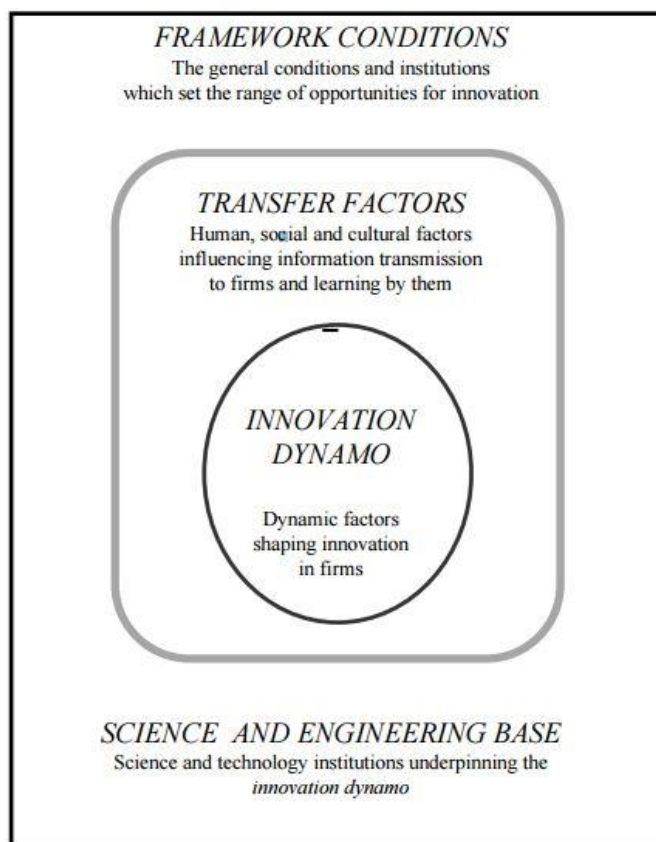 FRAMEWORK CONDITIONS
The general conditions and institutions
which set the range of opportunities for innovation
TRANSFER FACTORS
Human, social and cultural factors
influencing information transmission
to firms and learning by them
INNOVATION
DYNAMO
Dynamic factors
shaping innovation
in firms
SCIENCE AND ENGINEERING BASE
Science and technology institutions underpinning the
innovation dynamo